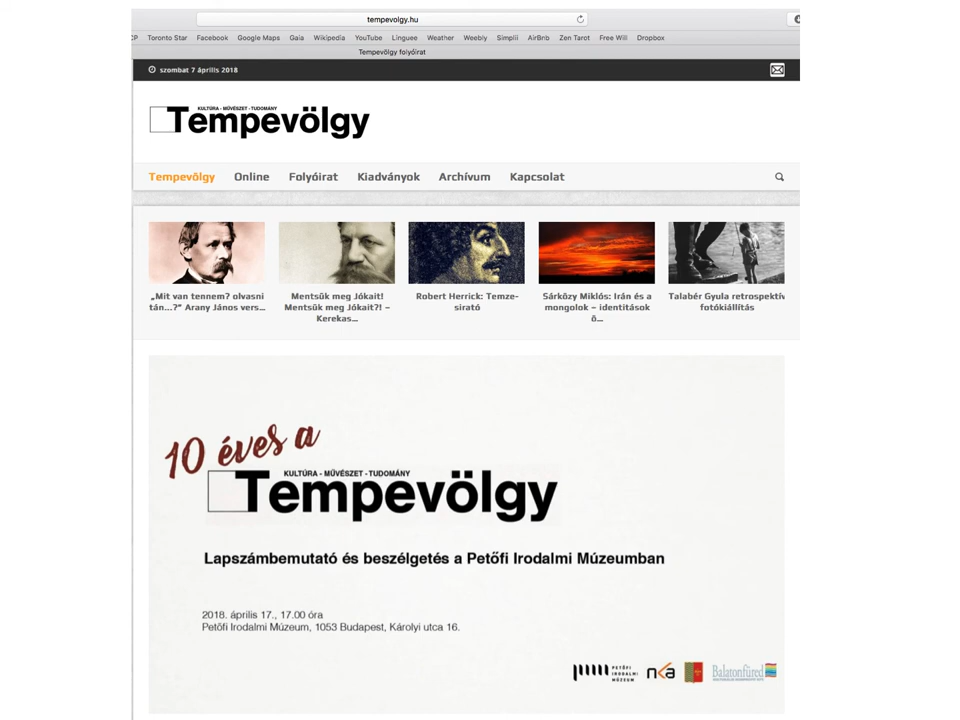 tempevolgy.hu
CP Toronto Star Facebook Google Maps Gaia Wikipedia YouTube Linguee Weather Weebly Simplii AirBnb Zen Tarot Free Will Dropbox
Tempevölgy folyóirat
szombat 7 április 2018
KULTÚRA - MŰVÉSZET - TUDOMÁNY
Tempevölgy
Tempevölgy Online Folyóirat Kiadványok Archívum Kapcsolat
„Mit van tennem? olvasni
tán…?” Arany János vers...
Mentsük meg Jókait!
Mentsük meg Jókait?! –
Kerekas...
Robert Herrick: Temze-
sirató
Sárközy Miklós: Irán és a
mongolok – identitások
ö...
Talabér Gyula retrospektív
fotókiállítás
10 éves a
KULTÚRA - MŰVÉSZET - TUDOMÁNY
Tempevölgy
Lapszámbemutató és beszélgetés a Petőfi Irodalmi Múzeumban
2018. április 17., 17.00 óra
Petőfi Irodalmi Múzeum, 1053 Budapest, Károlyi utca 16.
PETŐFI
IRODALMI
MÚZEUM
nka
Balatonfüred